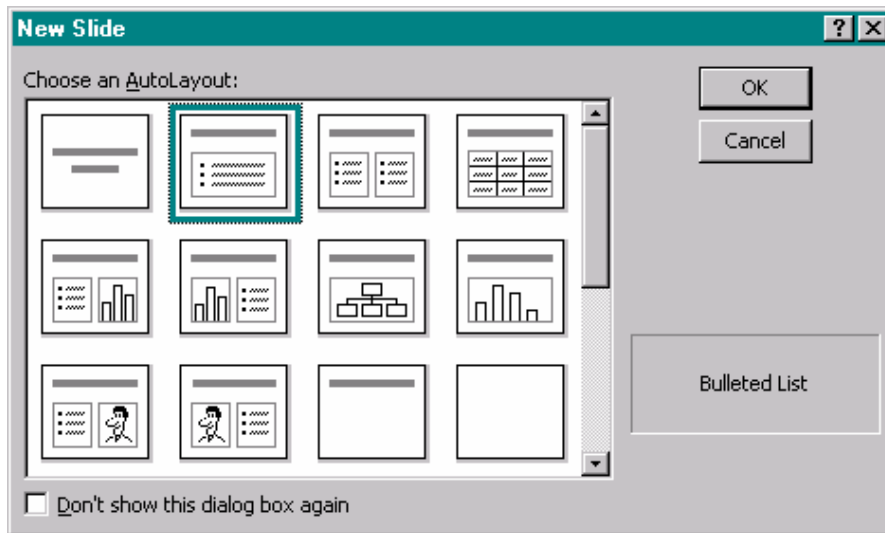 New Slide
Choose an AutoLayout:
OK
Cancel
Bulleted List
Don't show this dialog box again